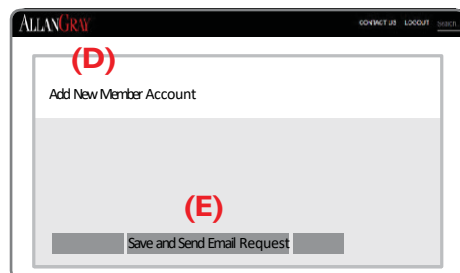 ALLANGRAY CONTACT US LOGOUT Search..
(D)
Add New Member Account
(E)
Save and Send Email Request